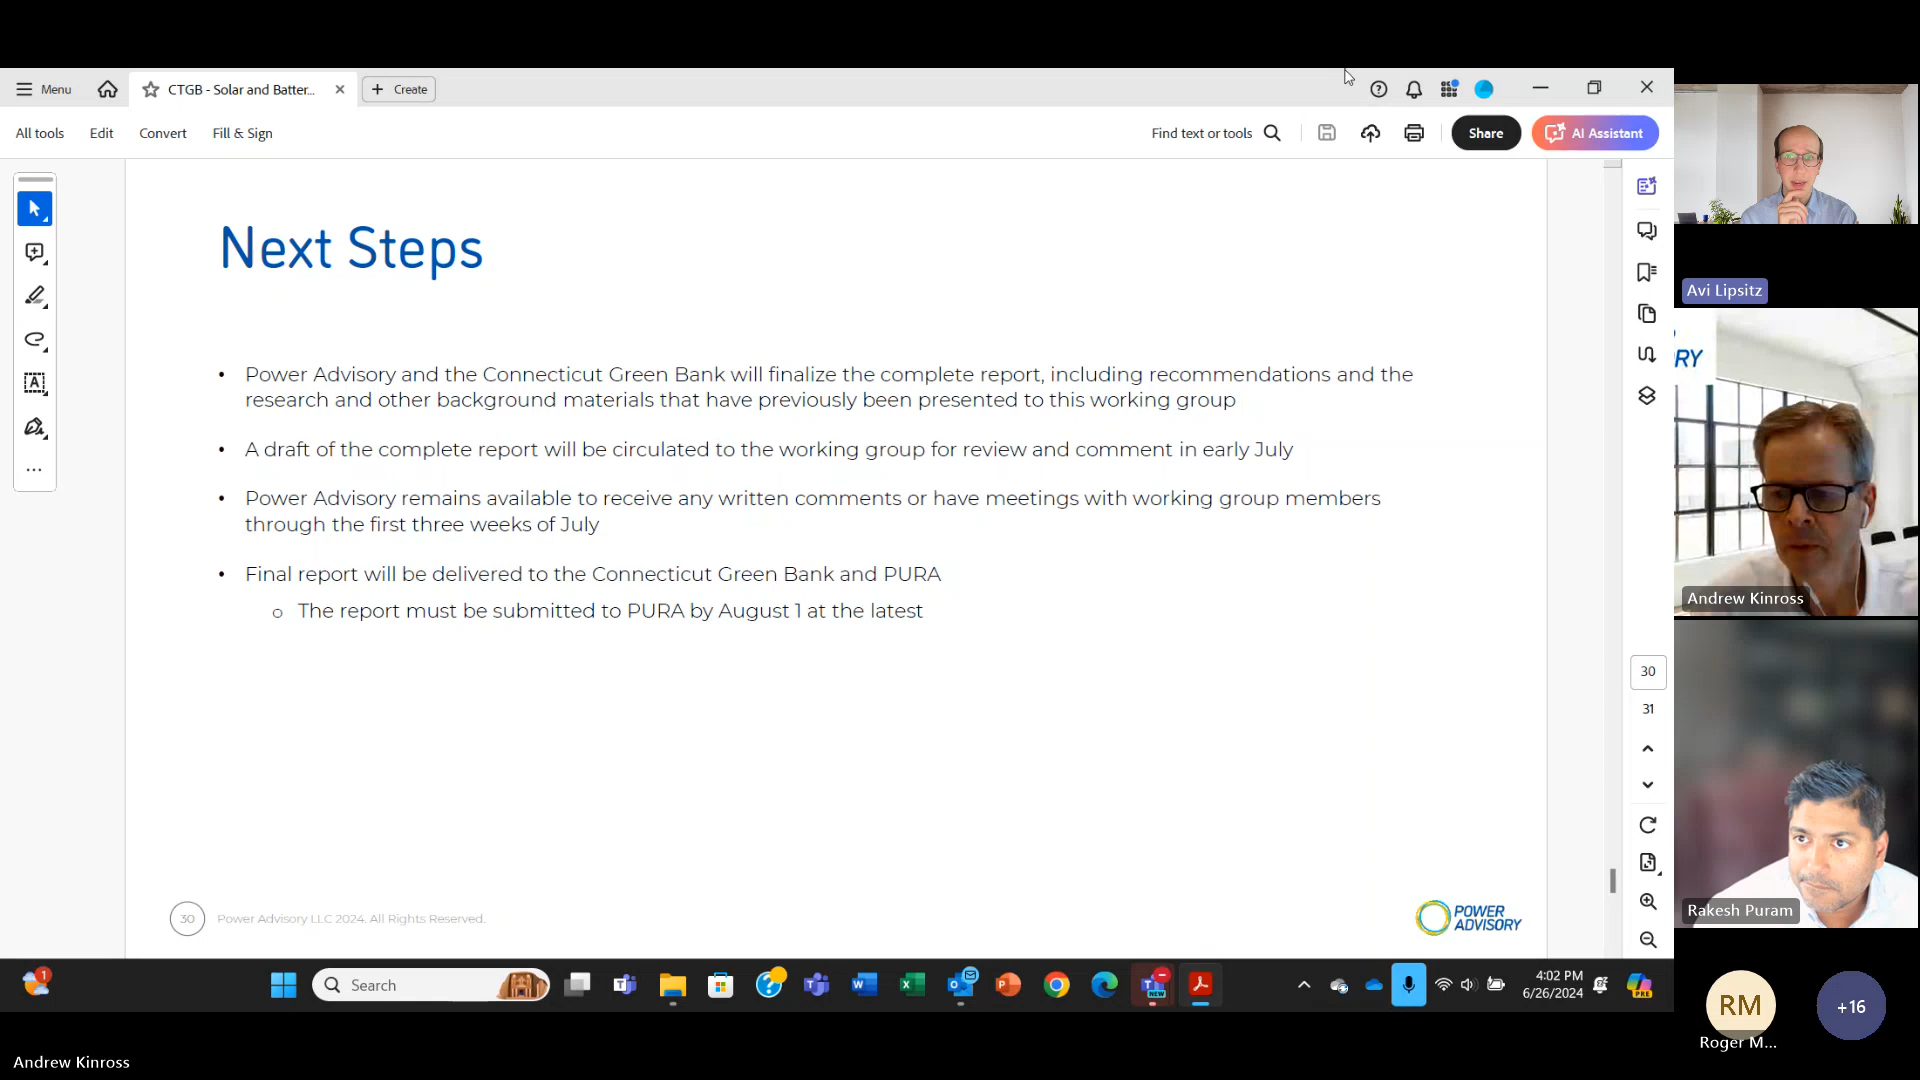 Menu
CTGB - Solar and Batter...
Create
All tools
Edit
Convert
Fill & Sign
Find text or tools
Share
AI Assistant
Next Steps
• Power Advisory and the Connecticut Green Bank will finalize the complete report, including recommendations and the
research and other background materials that have previously been presented to this working group
• A draft of the complete report will be circulated to the working group for review and comment in early July
• Power Advisory remains available to receive any written comments or have meetings with working group members
through the first three weeks of July
• Final report will be delivered to the Connecticut Green Bank and PURA
o The report must be submitted to PURA by August 1 at the latest
30
Power Advisory LLC 2024. All Rights Reserved.
POWER
ADVISORY
30
31
Avi Lipsitz
RY
Andrew Kinross
Rakesh Puram
RM
Roger M...
+16
1
Search
NEW
4:02 PM
6/26/2024
PRE
Andrew Kinross